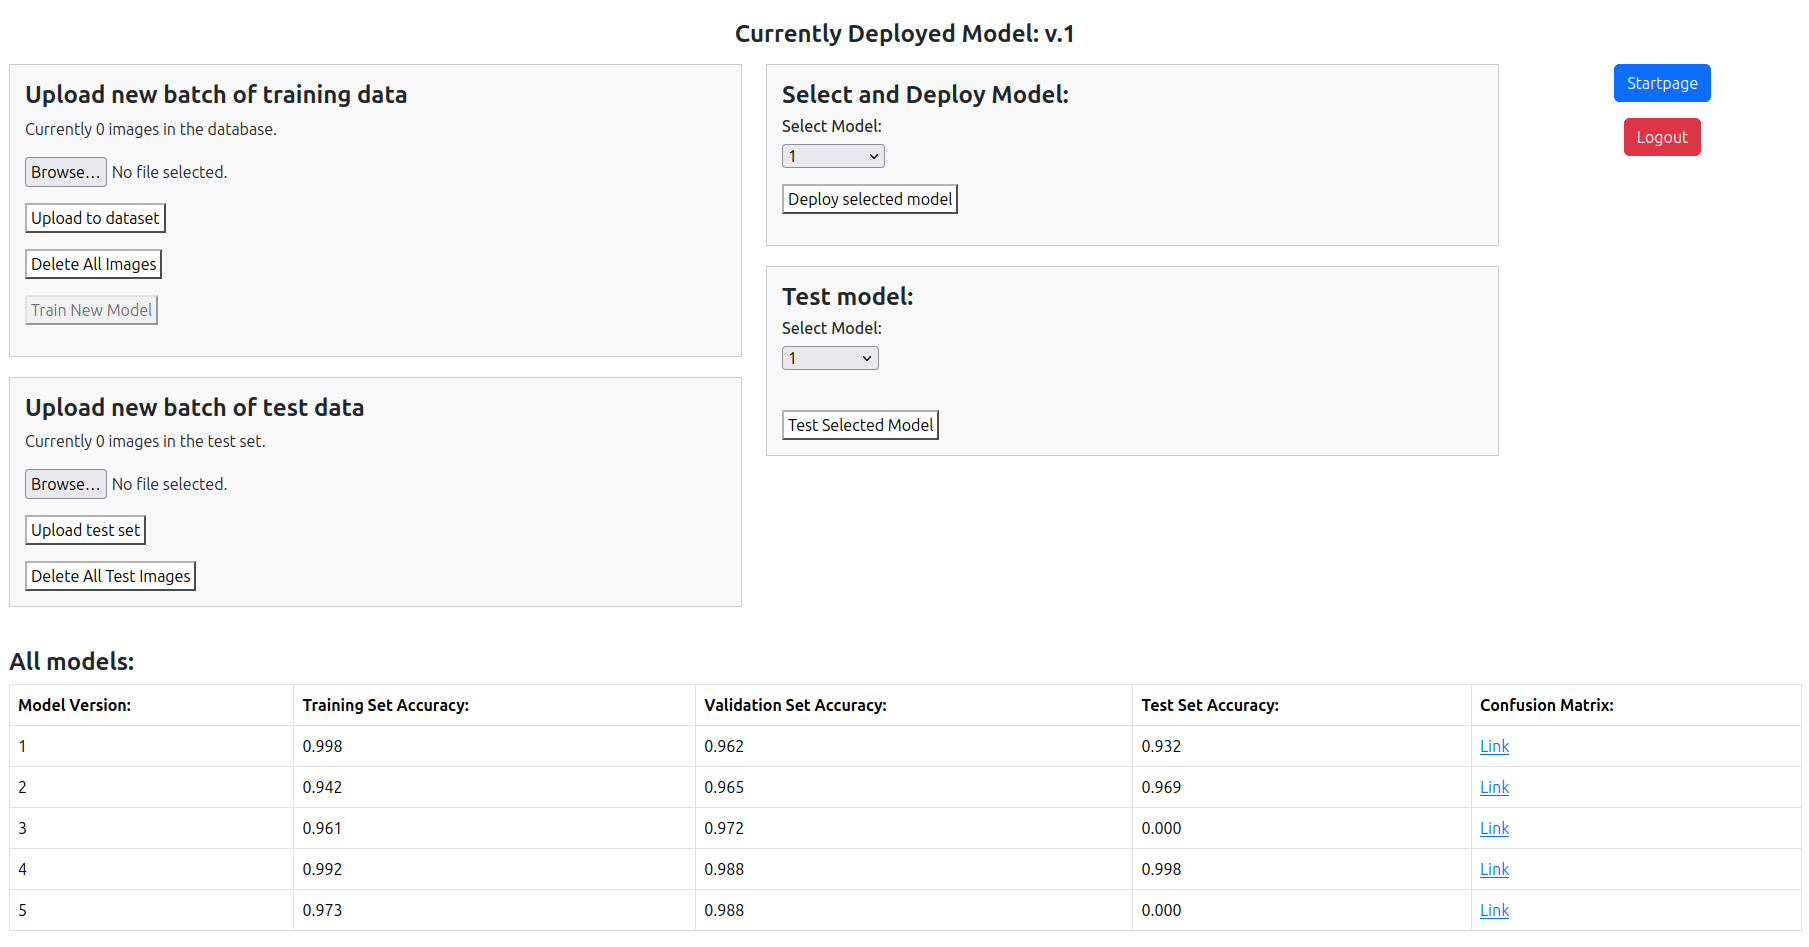 Currently Deployed Model: v.1
Upload new batch of training data
Currently 0 images in the database.
Browse... No file selected.
Upload to dataset
Delete All Images
Train New Model
Upload new batch of test data
Currently 0 images in the test set.
Browse... No file selected.
Upload test set
Delete All Test Images
Select and Deploy Model:
Select Model:
1
Deploy selected model
Test model:
Select Model:
1
Test Selected Model
Startpage
Logout
All models:
Model Version: Training Set Accuracy: Validation Set Accuracy: Test Set Accuracy: Confusion Matrix:
1 0.998 0.962 0.932 Link
2 0.942 0.965 0.969 Link
3 0.961 0.972 0.000 Link
4 0.992 0.988 0.998 Link
5 0.973 0.988 0.000 Link